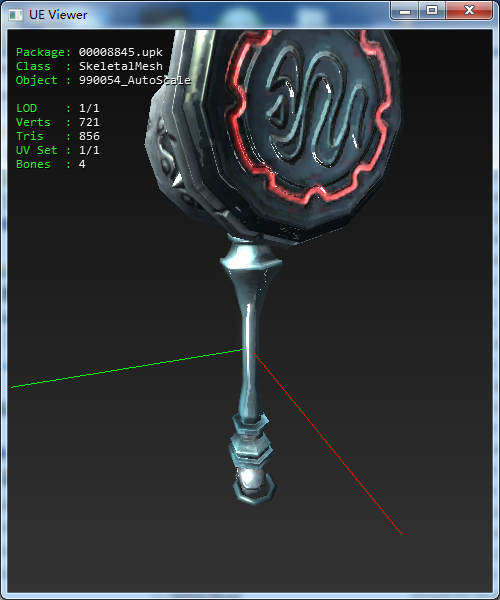 UE Viewer
Package: 00008845.upk
Class : SkeletalMesh
Object : 990054_AutoScale
LOD : 1/1
Verts : 721
Tris : 856
UV Set : 1/1
Bones : 4